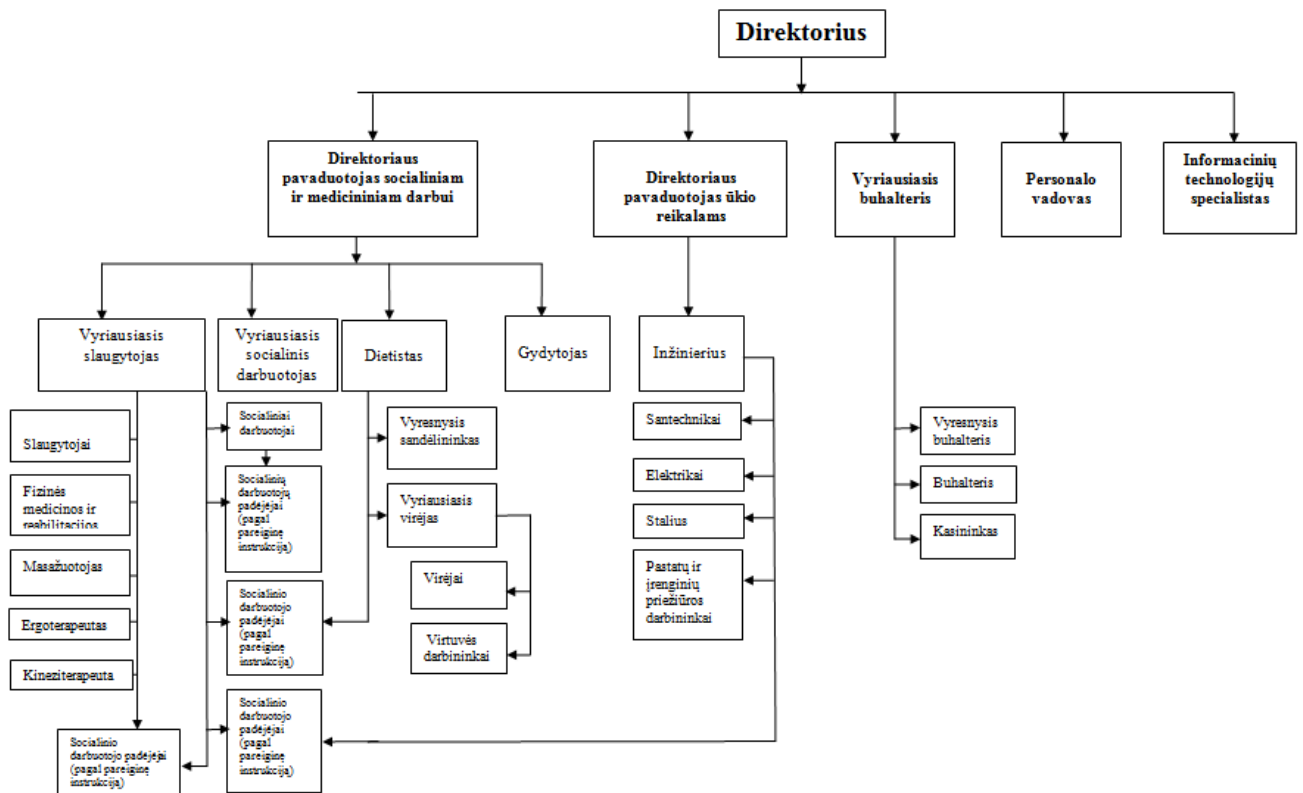 Direktorius
Direktoriaus
pavaduotojas socialiniam
ir medicininiam darbui
Direktoriaus
pavaduotojas ūkio
reikalams
Vyriausiasis
buhalteris
Personalo
vadovas
Informacinių
technologijų
specialistas
Vyriausiasis
slaugytojas
Vyriausiasis
socialinis
darbuotojas
Dietistas
Gydytojas
Inžinierius
Slaugytojai
Fizinės
medicinos ir
reabilitacijos
Masažuotojas
Ergoterapeutas
Kineziterapeuta
Socialinio
darbuotojo padėjėjai
(pagal pareiginę
instrukciją)
Socialiniai
darbuotojai
Socialinių
darbuotojų
padėjėjai
(pagal
pareiginę
instrukciją)
Socialinio
darbuotojo
padėjėjai
(pagal
pareiginę
instrukciją)
Socialinio
darbuotojo
padėjėjai
(pagal
pareiginę
instrukciją)
Vyresnysis
sandėlininkas
Vyriausiasis
virėjas
Virėjai
Virtuvės
darbininkai
Santechnikai
Elektrikai
Stalius
Pastatų ir
įrenginių
priežiūros
darbininkai
Vyresnysis
buhalteris
Buhalteris
Kasininkas